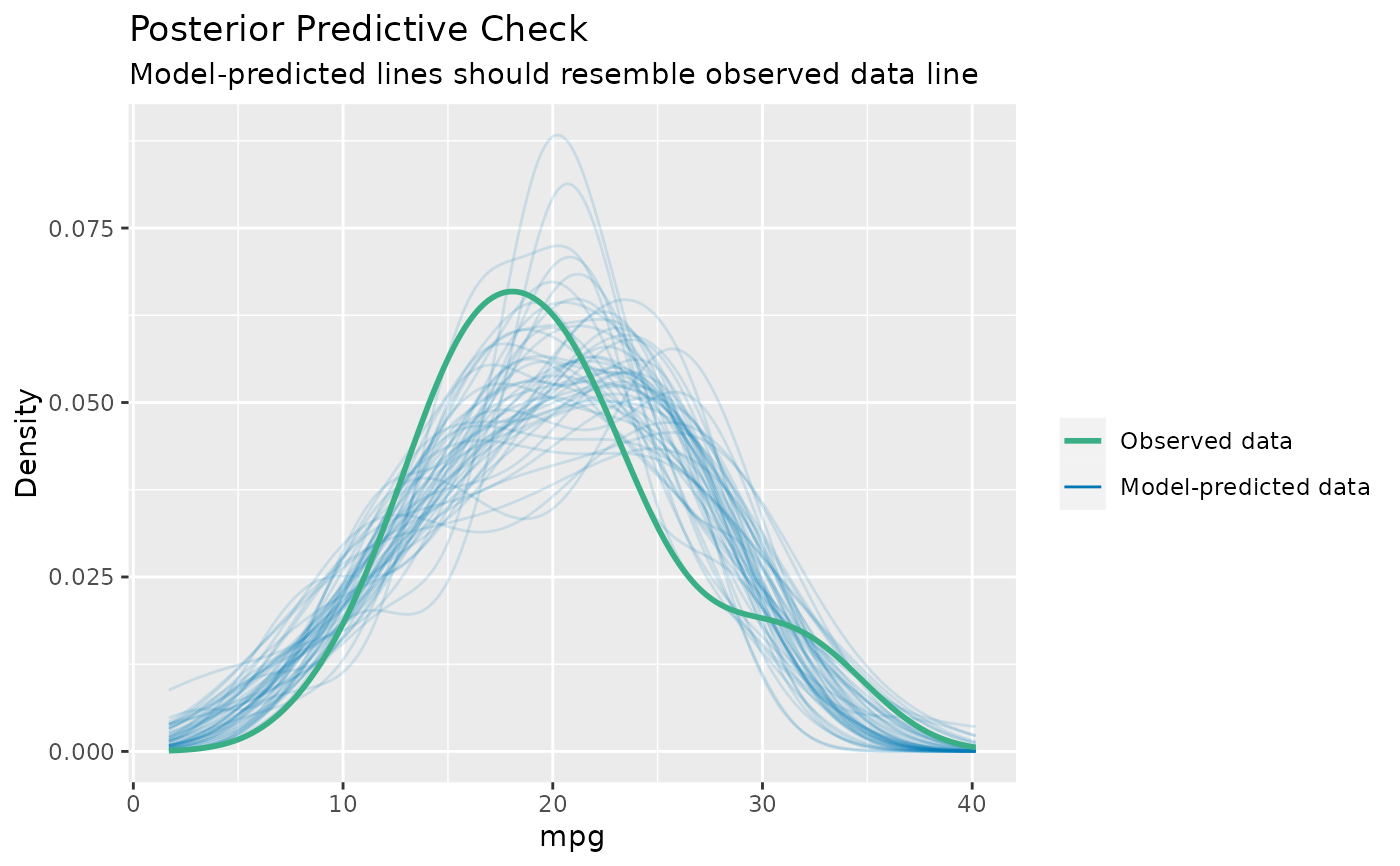 Posterior Predictive Check
Model-predicted lines should resemble observed data line
Density
0.075
0.050
0.025
0.000
0 10 20 30 40
mpg
Observed data
Model-predicted data